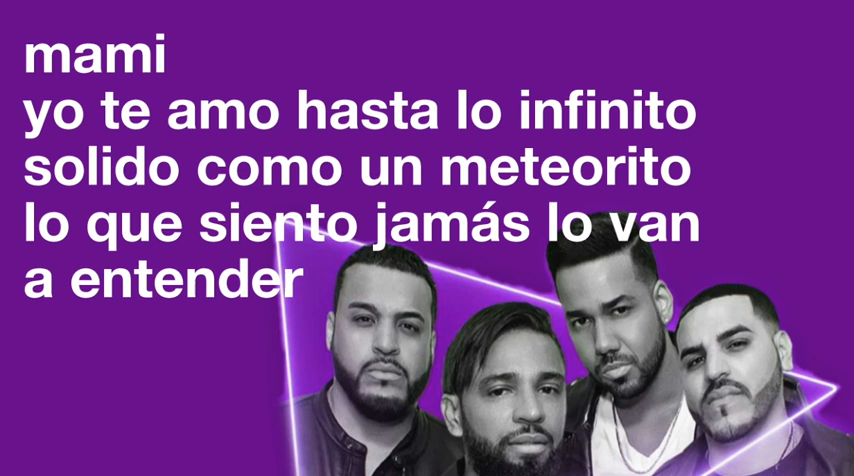 mami
yo te amo hasta lo infinito
solido como un meteorito
lo que siento jamás lo van
a entender